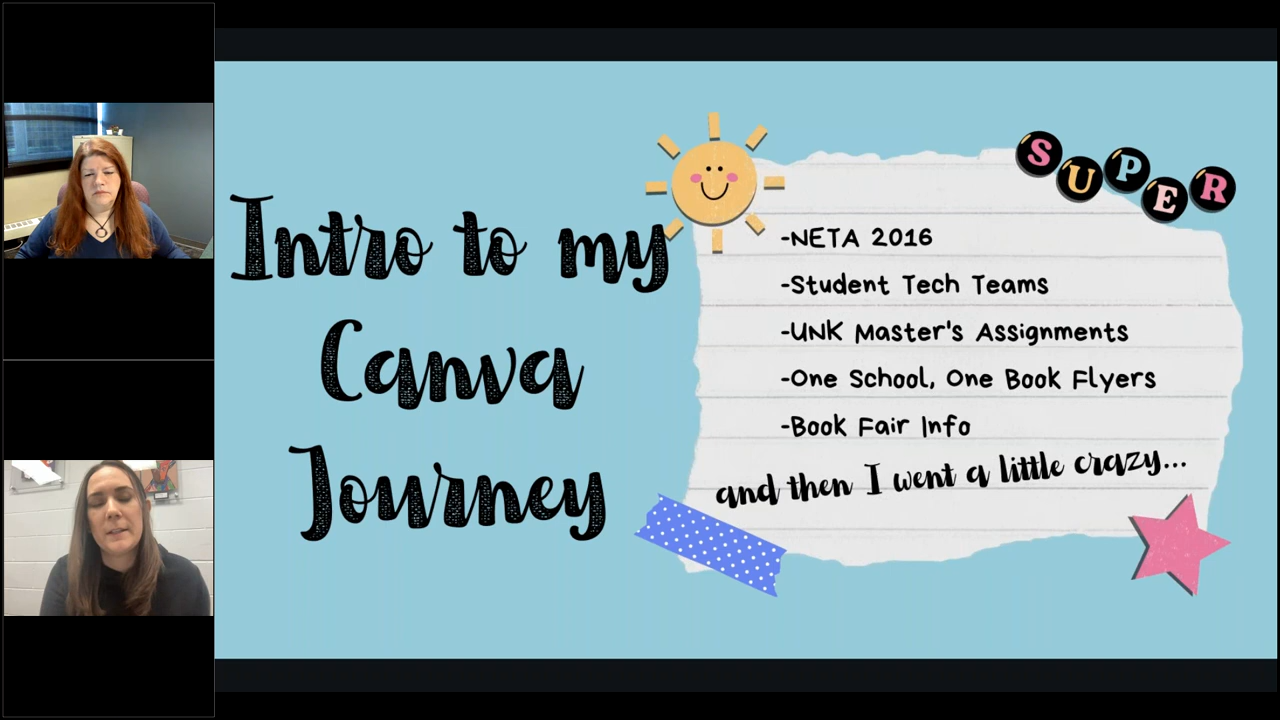 Intro to my
Canva
Journey
SUPER
-NETA 2016
-Student Tech Teams
-UNK Master's Assignments
-One School, One Book Flyers
-Book Fair Info
and then I went a little crazy...